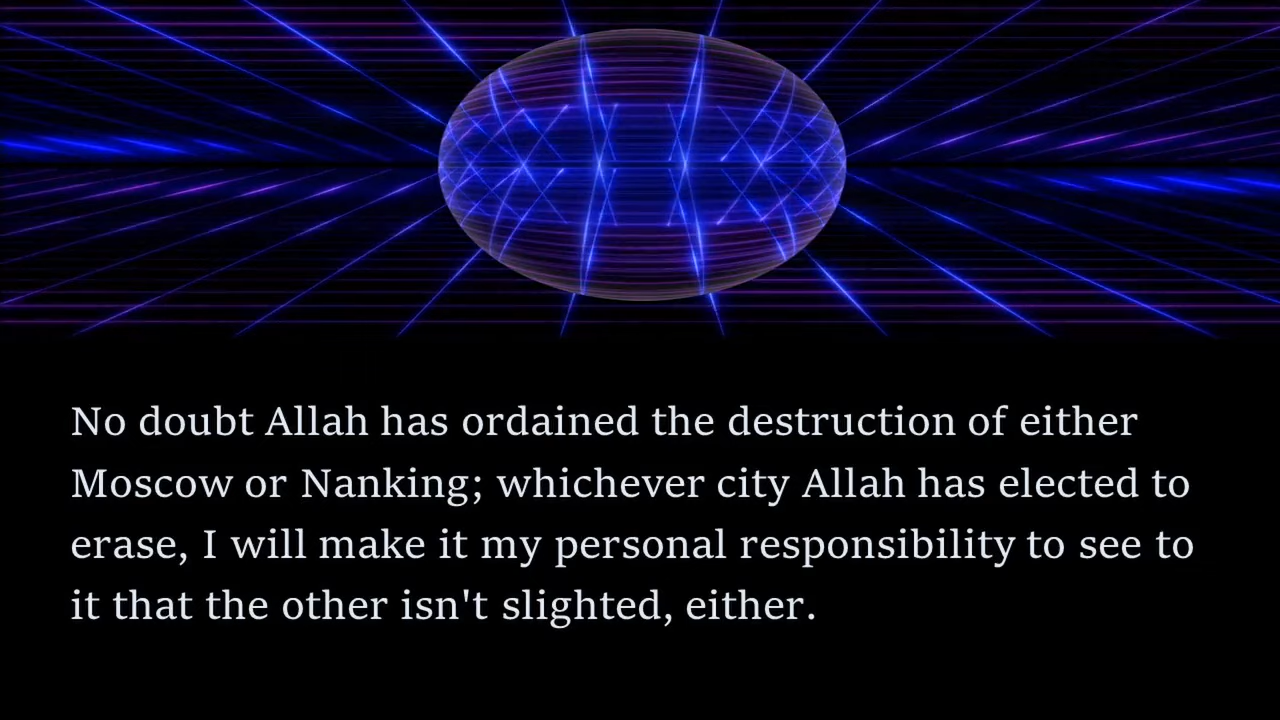 No doubt Allah has ordained the destruction of either
Moscow or Nanking; whichever city Allah has elected to
erase, I will make it my personal responsibility to see to
it that the other isn't slighted, either.